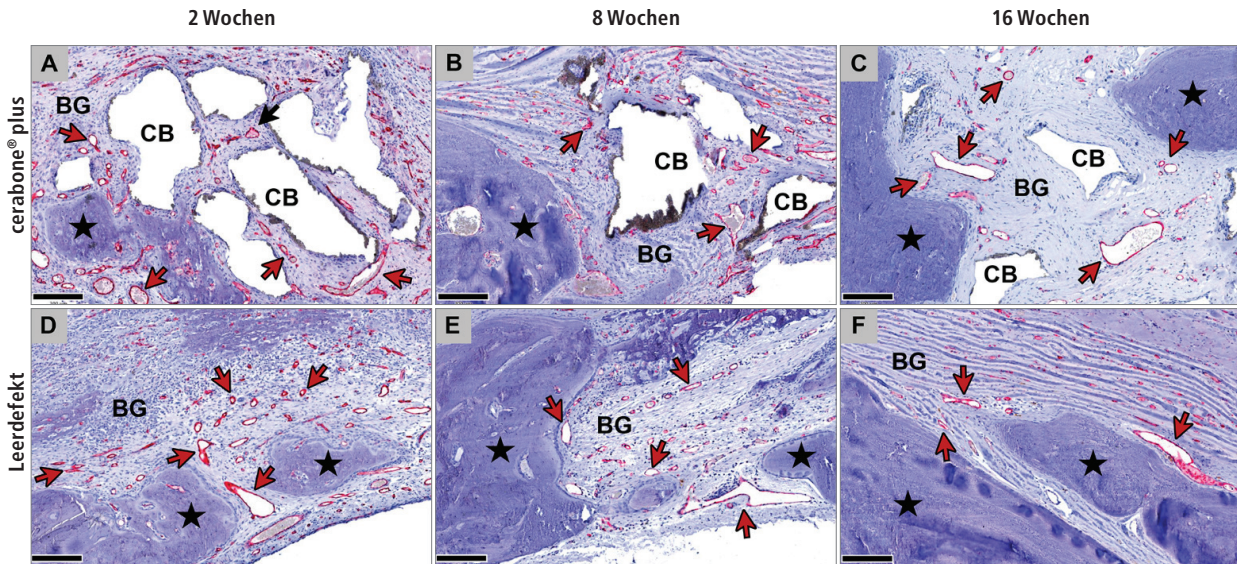 2 Wochen
8 Wochen
16 Wochen
cerabone® plus
A
BG
CB
CB
B
CB
CB
BG
C
CB
BG
CB
Leerdefekt
D
BG
E
BG
F
BG